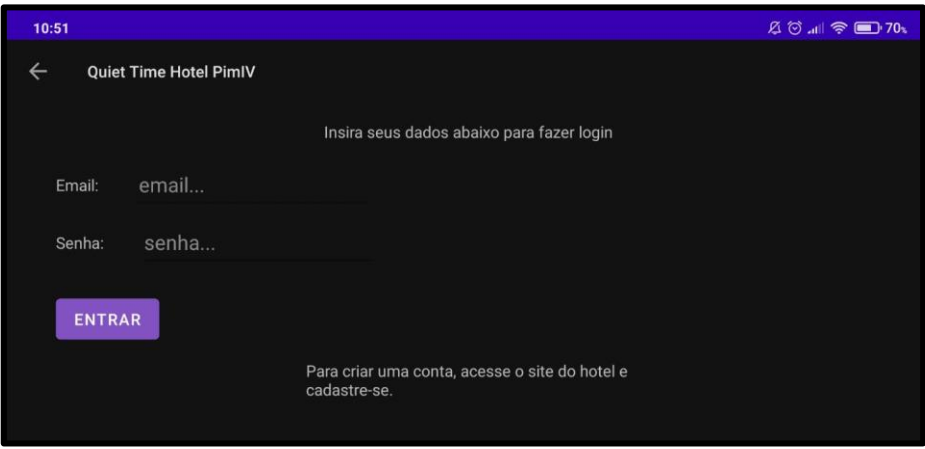 10:51 70%
Quiet Time Hotel PimIV
Insira seus dados abaixo para fazer login
Email: email...
Senha: senha...
ENTRAR
Para criar uma conta, acesse o site do hotel e
cadastre-se.